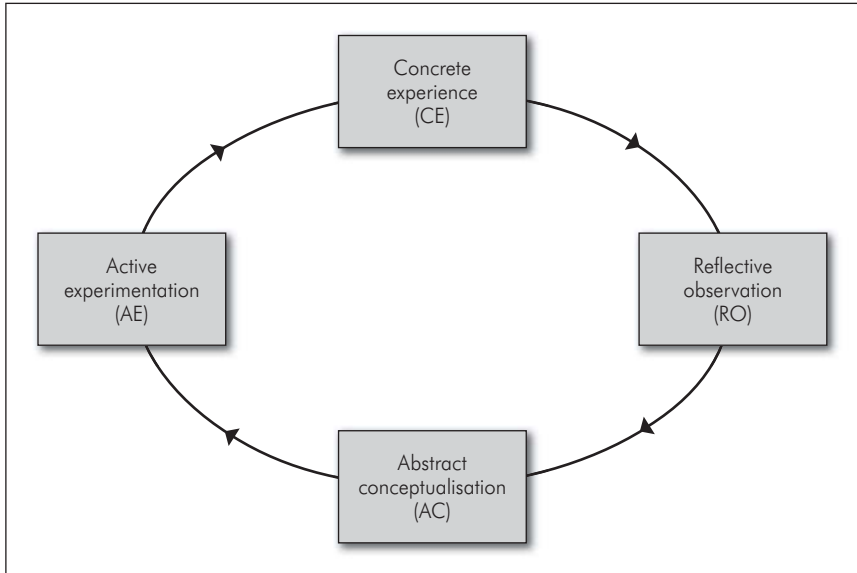 Concrete
experience
(CE)
Active
experimentation
(AE)
Reflective
observation
(RO)
Abstract
conceptualisation
(AC)